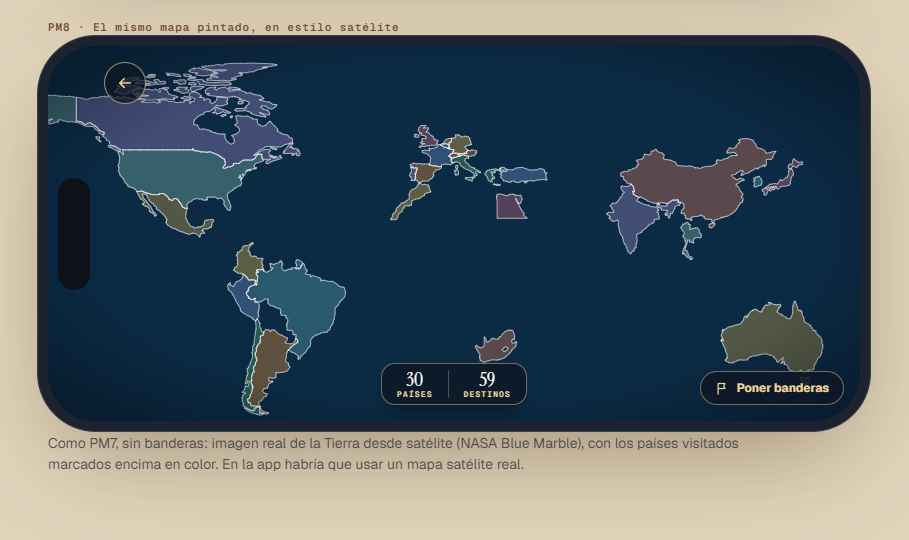 PM8 · El mismo mapa pintado, en estilo satélite
30
PAÍSES
59
DESTINOS
Poner banderas
Como PM7, sin banderas: imagen real de la Tierra desde satélite (NASA Blue Marble), con los países visitados
marcados encima en color. En la app habría que usar un mapa satélite real.